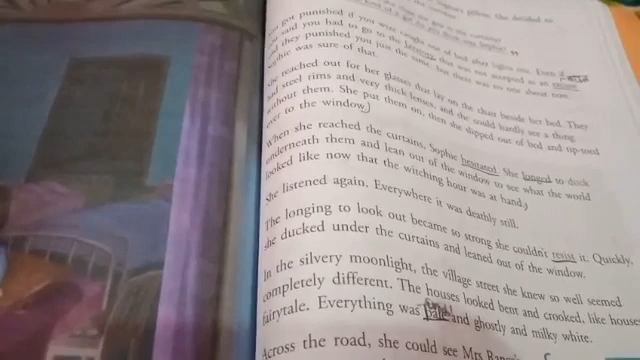 got punished if you were caught out of bed after lights out. Even if
said you had to go to the lavatory, that was not accepted as an excuse
they punished you just the same. But there was no one about now,
was sure of that.
she reached out for her glasses that lay on the chair beside her bed. They
had steel rims and very thick lenses, and she could hardly see a thing
without them. She put them on, then she slipped out of bed and tip-toed
over to the window.
When she reached the curtains, Sophie hesitated. She longed to duck
underneath them and lean out of the window to see what the world
looked like now that the witching hour was at hand.
She listened again. Everywhere it was deathly still.
The longing to look out became so strong she couldn't resist it. Quickly,
she ducked under the curtains and leaned out of the window.
In the silvery moonlight, the village street she knew so well seemed
completely different. The houses looked bent and crooked, like houses
fairytale. Everything was pale and ghostly and milky white.
Across the road, she could see Mrs